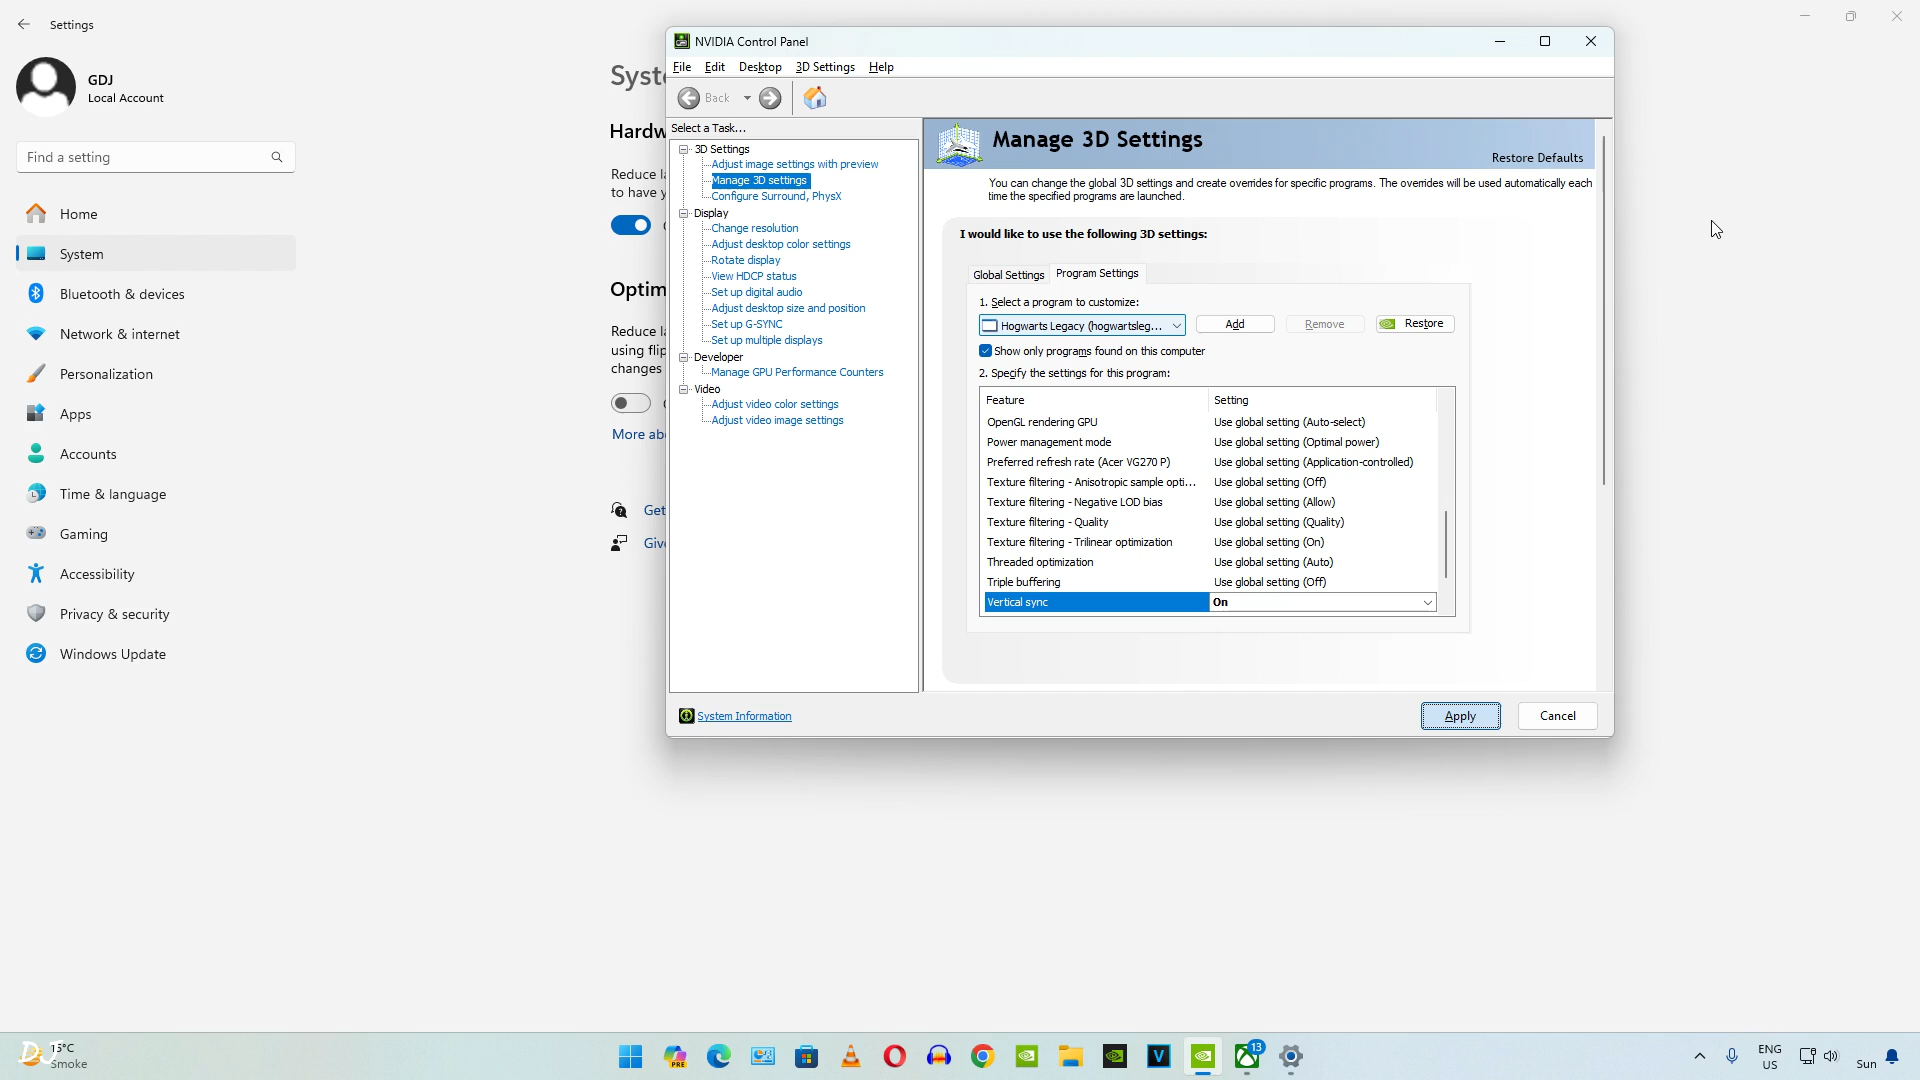 Settings
GDJ
Local Account
Find a setting
Home
System
Bluetooth & devices
Network & internet
Personalization
Apps
Accounts
Time & language
Gaming
Accessibility
Privacy & security
Windows Update
Syste
Hardw
Reduce la
to have y
Optim
Reduce la
using flip
changes
More abo
Get
Give
NVIDIA Control Panel
File Edit Desktop 3D Settings Help
Back
Select a Task...
3D Settings
Adjust image settings with preview
Manage 3D settings
Configure Surround, PhysX
Display
Change resolution
Adjust desktop color settings
Rotate display
View HDCP status
Set up digital audio
Adjust desktop size and position
Set up G-SYNC
Set up multiple displays
Developer
Manage GPU Performance Counters
Video
Adjust video color settings
Adjust video image settings
System Information
Manage 3D Settings
Restore Defaults
You can change the global 3D settings and create overrides for specific programs. The overrides will be used automatically each
time the specified programs are launched.
I would like to use the following 3D settings:
Global Settings Program Settings
1. Select a program to customize:
Hogwarts Legacy (hogwartsleg... Add Remove Restore
Show only programs found on this computer
2. Specify the settings for this program:
Feature Setting
OpenGL rendering GPU Use global setting (Auto-select)
Power management mode Use global setting (Optimal power)
Preferred refresh rate (Acer VG270 P) Use global setting (Application-controlled)
Texture filtering - Anisotropic sample opti... Use global setting (Off)
Texture filtering - Negative LOD bias Use global setting (Allow)
Texture filtering - Quality Use global setting (Quality)
Texture filtering - Trilinear optimization Use global setting (On)
Threaded optimization Use global setting (Auto)
Triple buffering Use global setting (Off)
Vertical sync On
Apply Cancel
DJ
15°C
Smoke
PRE
V
13
ENG
US
Sun